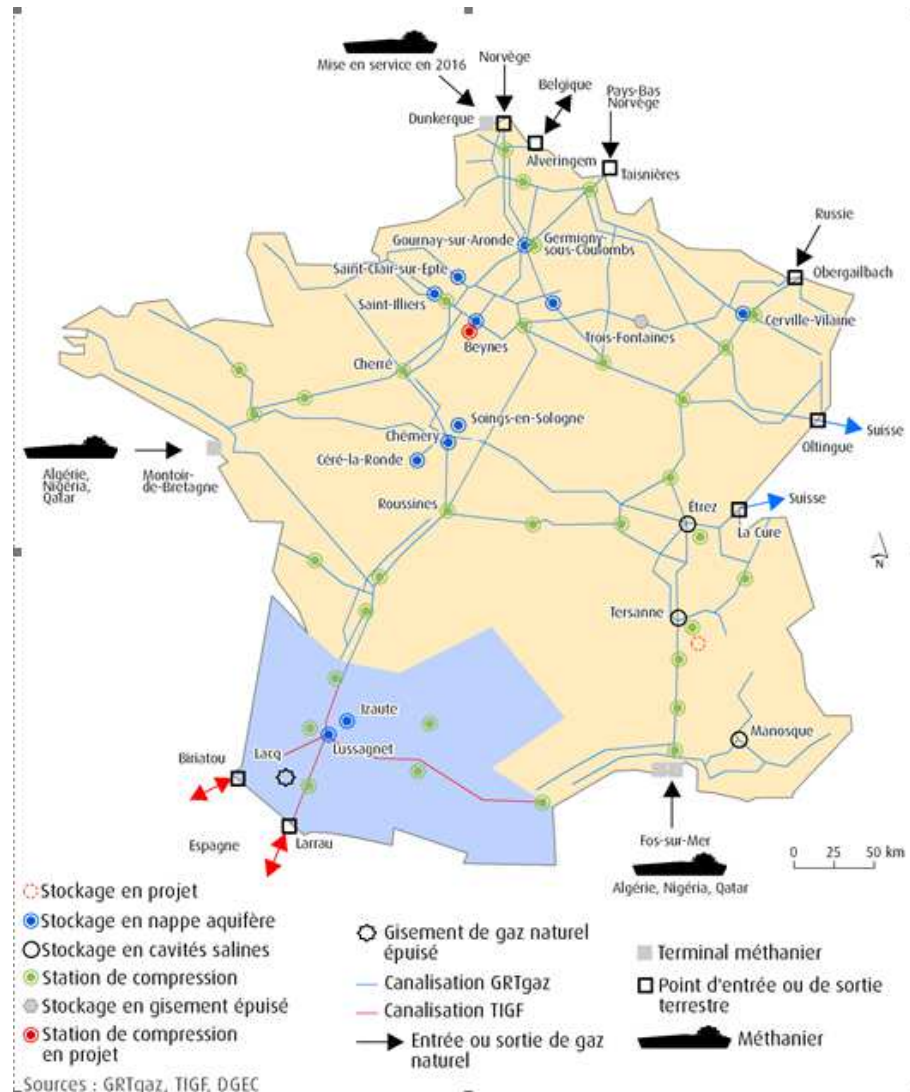 Mise en service en 2016
Norvège
Belgique
Pays-Bas
Norvège
Dunkerque
Alveringem
Taisnières
Russie
Gournay-sur-Aronde
Germigny-
sous-Coulombs
Obergailbach
Saint-Clair-sur-Epte
Saint-Illiers
Trois-Fontaines
Cerville-Vilaine
Beynes
Cherré
Soings-en-Sologne
Chémery
Céré-la-Ronde
Oltingue
Suisse
Algérie,
Nigéria,
Qatar
Montoir-
de-Bretagne
Roussines
Étrez
Suisse
La Cure
N
Tersanne
Izaute
Lussagnet
Lacq
Manosque
Biriatou
Espagne
Larrau
Fos-sur-Mer
Algérie, Nigéria, Qatar
0 25 50 km
Stockage en projet
Stockage en nappe aquifère
Stockage en cavités salines
Station de compression
Stockage en gisement épuisé
Station de compression
en projet
Gisement de gaz naturel
épuisé
Canalisation GRTgaz
Canalisation TIGF
Entrée ou sortie de gaz
naturel
Terminal méthanier
Point d'entrée ou de sortie
terrestre
Méthanier
Sources : GRTgaz, TIGF, DGEC